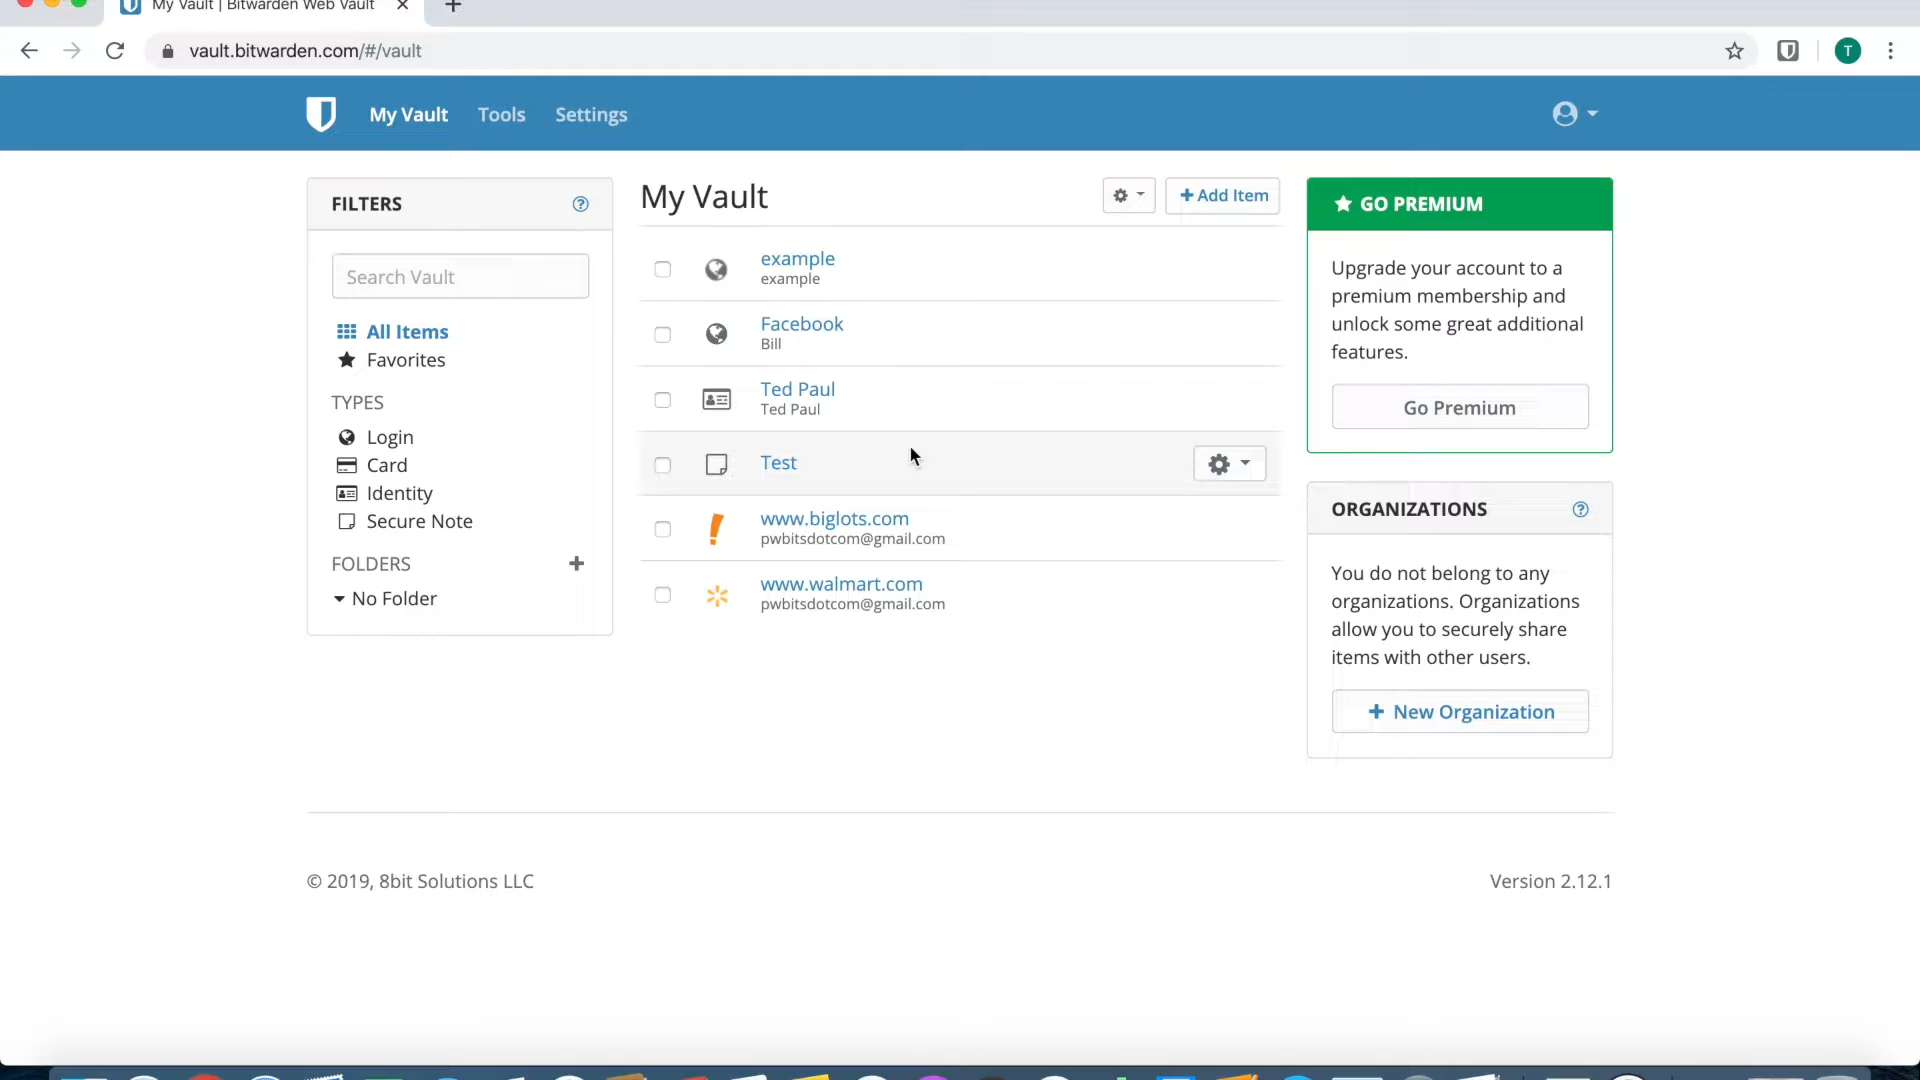 My Vault | Bitwarden Web Vault
vault.bitwarden.com/#/vault
T
My Vault
Tools
Settings
FILTERS
Search Vault
All Items
Favorites
TYPES
Login
Card
Identity
Secure Note
FOLDERS
No Folder
My Vault
+ Add Item
example
example
Facebook
Bill
Ted Paul
Ted Paul
Test
www.biglots.com
pwbitsdotcom@gmail.com
www.walmart.com
pwbitsdotcom@gmail.com
GO PREMIUM
Upgrade your account to a
premium membership and
unlock some great additional
features.
Go Premium
ORGANIZATIONS
You do not belong to any
organizations. Organizations
allow you to securely share
items with other users.
+ New Organization
© 2019, 8bit Solutions LLC
Version 2.12.1